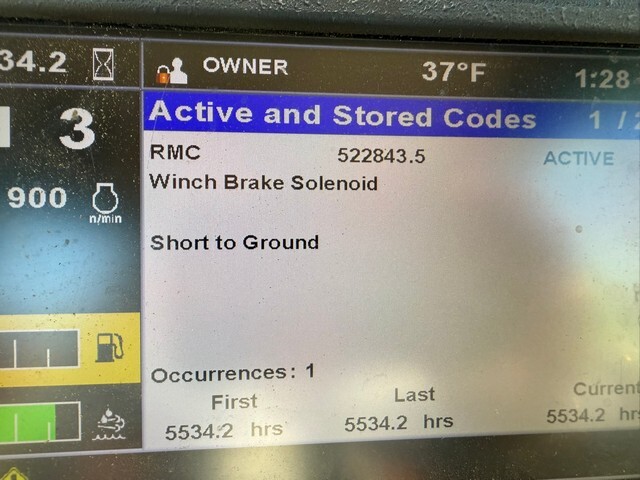 34.2 OWNER 37°F 1:28
Active and Stored Codes 1 / 2
3
RMC 522843.5 ACTIVE
Winch Brake Solenoid
900
n/min
Short to Ground
Occurrences: 1
First Last Current
5534.2 hrs 5534.2 hrs 5534.2 hr